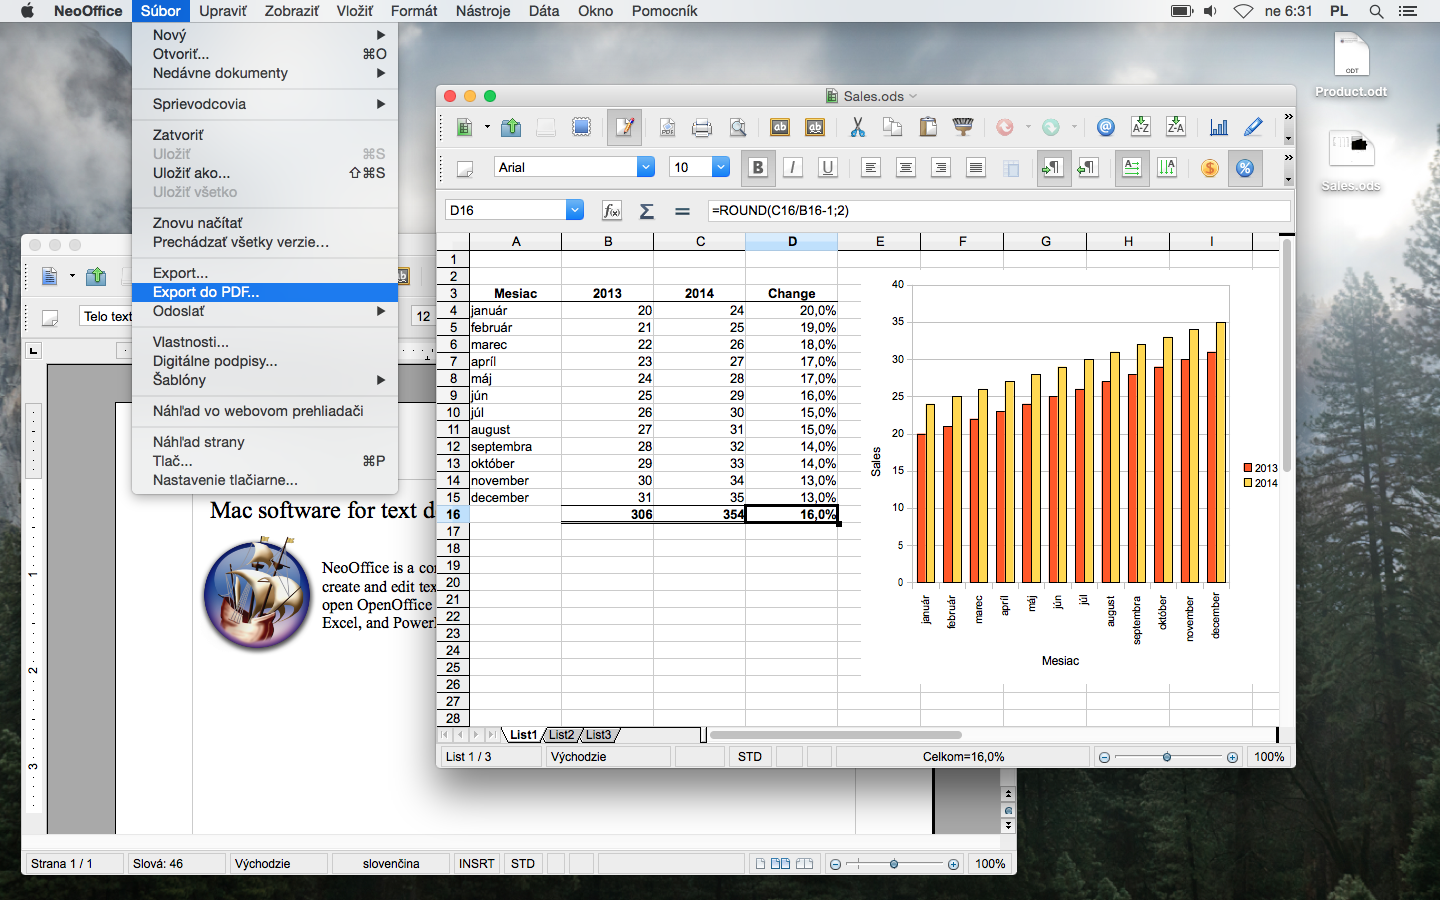 NeoOffice Súbor Upraviť Zobraziť Vložiť Formát Nástroje Dáta Okno Pomocník ne 6:31 PL
Nový
Otvoriť... ⌘O
Nedávne dokumenty
Sprievodcovia
Zatvoriť
Uložiť ⌘S
Uložiť ako... ⇧⌘S
Uložiť všetko
Znovu načítať
Prechádzať všetky verzie...
Export...
Export do PDF...
Odoslať
Vlastnosti...
Digitálne podpisy...
Šablóny
Náhľad vo webovom prehliadači
Náhľad strany
Tlač... ⌘P
Nastavenie tlačiarne...
ODT
Product.odt
Sales.ods
Telo text
12
Mac software for text d
NeoOffice is a co
create and edit tex
open OpenOffice
Excel, and Power
1
2
3
Strana 1 / 1 Slová: 46 Východzie slovenčina INSRT STD 100%
Sales.ods
Arial 10 B I U
D16 =ROUND(C16/B16-1;2)
A B C D E F G H I
1
2
3 Mesiac 2013 2014 Change
4 január 20 24 20,0%
5 február 21 25 19,0%
6 marec 22 26 18,0%
7 apríl 23 27 17,0%
8 máj 24 28 17,0%
9 jún 25 29 16,0%
10 júl 26 30 15,0%
11 august 27 31 15,0%
12 septembra 28 32 14,0%
13 október 29 33 14,0%
14 november 30 34 13,0%
15 december 31 35 13,0%
16 306 354 16,0%
17
18
19
20
21
22
23
24
25
26
27
28
40
35
30
25
20
15
10
5
0
Sales
január február marec apríl máj jún júl august septembra október november december
Mesiac
2013
2014
List1 List2 List3
List 1 / 3 Východzie STD Celkom=16,0% 100%